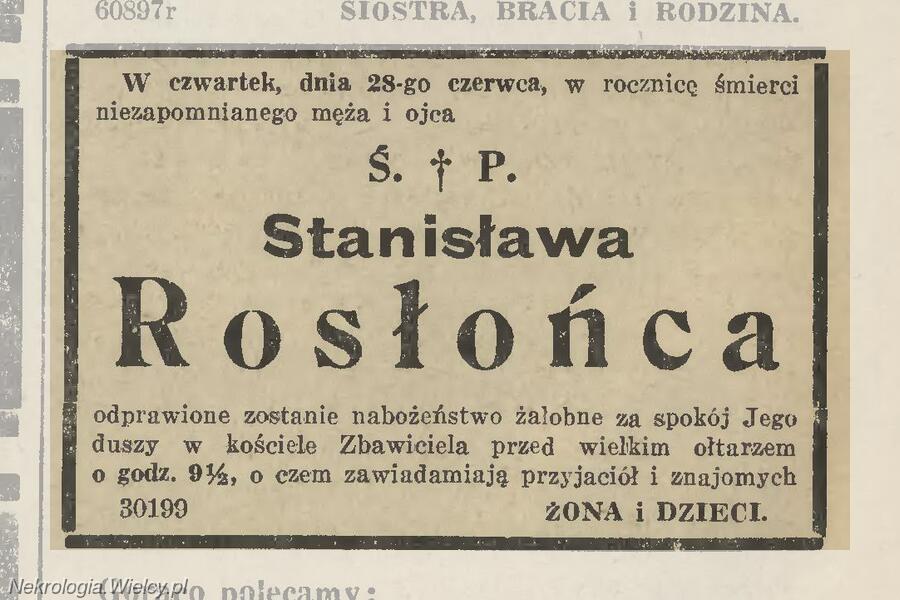 60897r
SIOSTRA, BRACIA i RODZINA.
W czwartek, dnia 28-go czerwca, w rocznicę śmierci
niezapomnianego męża i ojca
Ś. † P.
Stanisława
Rosłońca
odprawione zostanie nabożeństwo żałobne za spokój Jego
duszy w kościele Zbawiciela przed wielkim ołtarzem
o godz. 9½, o czem zawiadamiają przyjaciół i znajomych
30199
ŻONA i DZIECI.
Nekrologia.Wielcy.pl
polecamy: